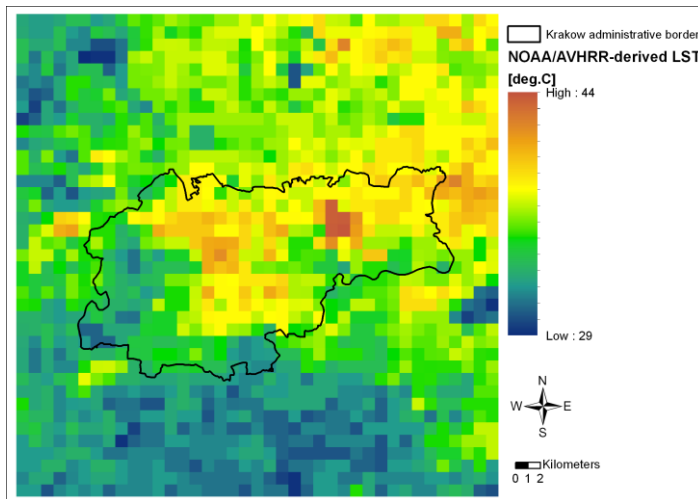 Krakow administrative border
NOAA/AVHRR-derived LST
[deg.C]
High : 44
Low : 29
N
W E
S
Kilometers
0 1 2